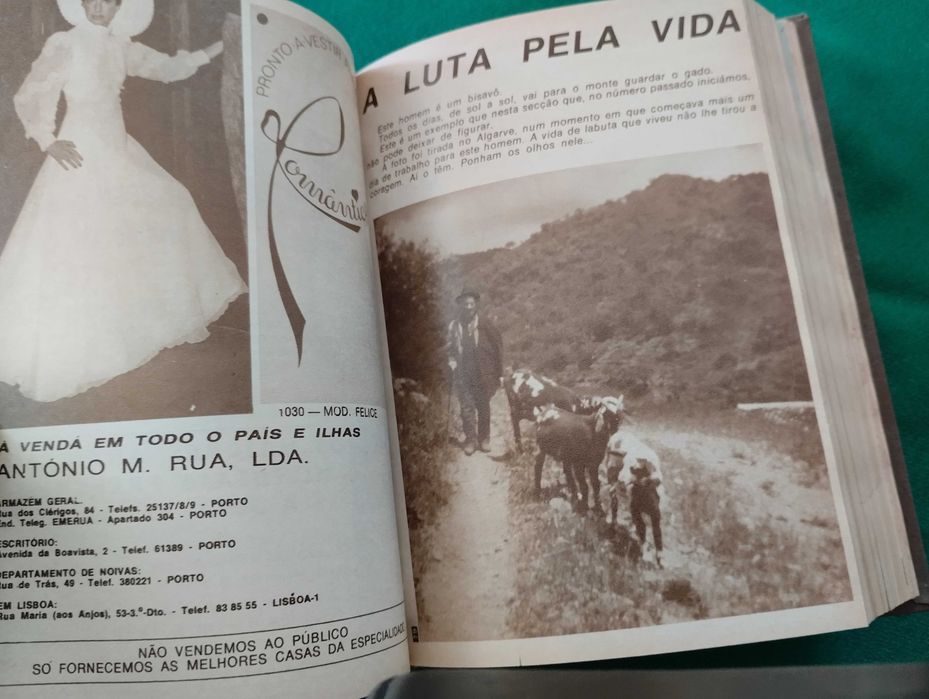 PRONTO-A-VESTIR
Romântica
1030 — MOD. FELICE
À VENDA EM TODO O PAÍS E ILHAS
ANTÓNIO M. RUA, LDA.
ARMAZÉM GERAL:
Rua dos Clérigos, 84 - Telefs. 25137/8/9 - PORTO
End. Teleg. EMERUA - Apartado 304 - PORTO
ESCRITÓRIO:
Avenida da Boavista, 2 - Telef. 61389 - PORTO
DEPARTAMENTO DE NOIVAS:
Rua de Trás, 49 - Telef. 380221 - PORTO
EM LISBOA:
Rua Maria (aos Anjos), 53-3.º-Dto. - Telef. 83 85 55 - LISBOA-1
NÃO VENDEMOS AO PÚBLICO
SÓ FORNECEMOS AS MELHORES CASAS DA ESPECIALIDADE
A LUTA PELA VIDA
Este homem é um bisavô.
Todos os dias, de sol a sol, vai para o monte guardar o gado.
Este é um exemplo que nesta secção que, no número passado iniciámos,
não pode deixar de figurar.
A foto foi tirada no Algarve, num momento em que começava mais um
dia de trabalho para este homem. A vida de labuta que viveu não lhe tirou a
coragem. Aí o têm. Ponham os olhos nele...